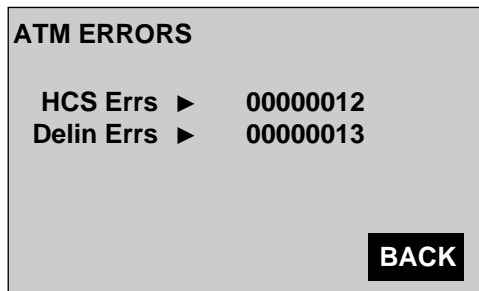 ATM ERRORS
HCS Errs ► 00000012
Delin Errs ► 00000013
BACK